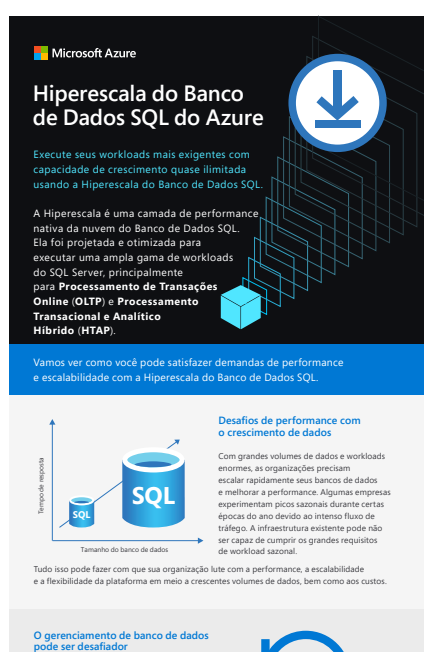 Microsoft Azure
Hiperescala do Banco
de Dados SQL do Azure
Execute seus workloads mais exigentes com
capacidade de crescimento quase ilimitada
usando a Hiperescala do Banco de Dados SQL.
A Hiperescala é uma camada de performance
nativa da nuvem do Banco de Dados SQL.
Ela foi projetada e otimizada para
executar uma ampla gama de workloads
do SQL Server, principalmente
para Processamento de Transações
Online (OLTP) e Processamento
Transacional e Analítico
Híbrido (HTAP).
Vamos ver como você pode satisfazer demandas de performance
e escalabilidade com a Hiperescala do Banco de Dados SQL.
Tempo de resposta
SQL
SQL
Tamanho do banco de dados
Desafios de performance com
o crescimento de dados
Com grandes volumes de dados e workloads
enormes, as organizações precisam
escalar rapidamente seus bancos de dados
e melhorar a performance. Algumas empresas
experimentam picos sazonais durante certas
épocas do ano devido ao intenso fluxo de
tráfego. A infraestrutura existente pode não
ser capaz de cumprir os grandes requisitos
de workload sazonal.
Tudo isso pode fazer com que sua organização lute com a performance, a escalabilidade
e a flexibilidade da plataforma em meio a crescentes volumes de dados, bem como aos custos.
O gerenciamento de banco de dados
pode ser desafiador